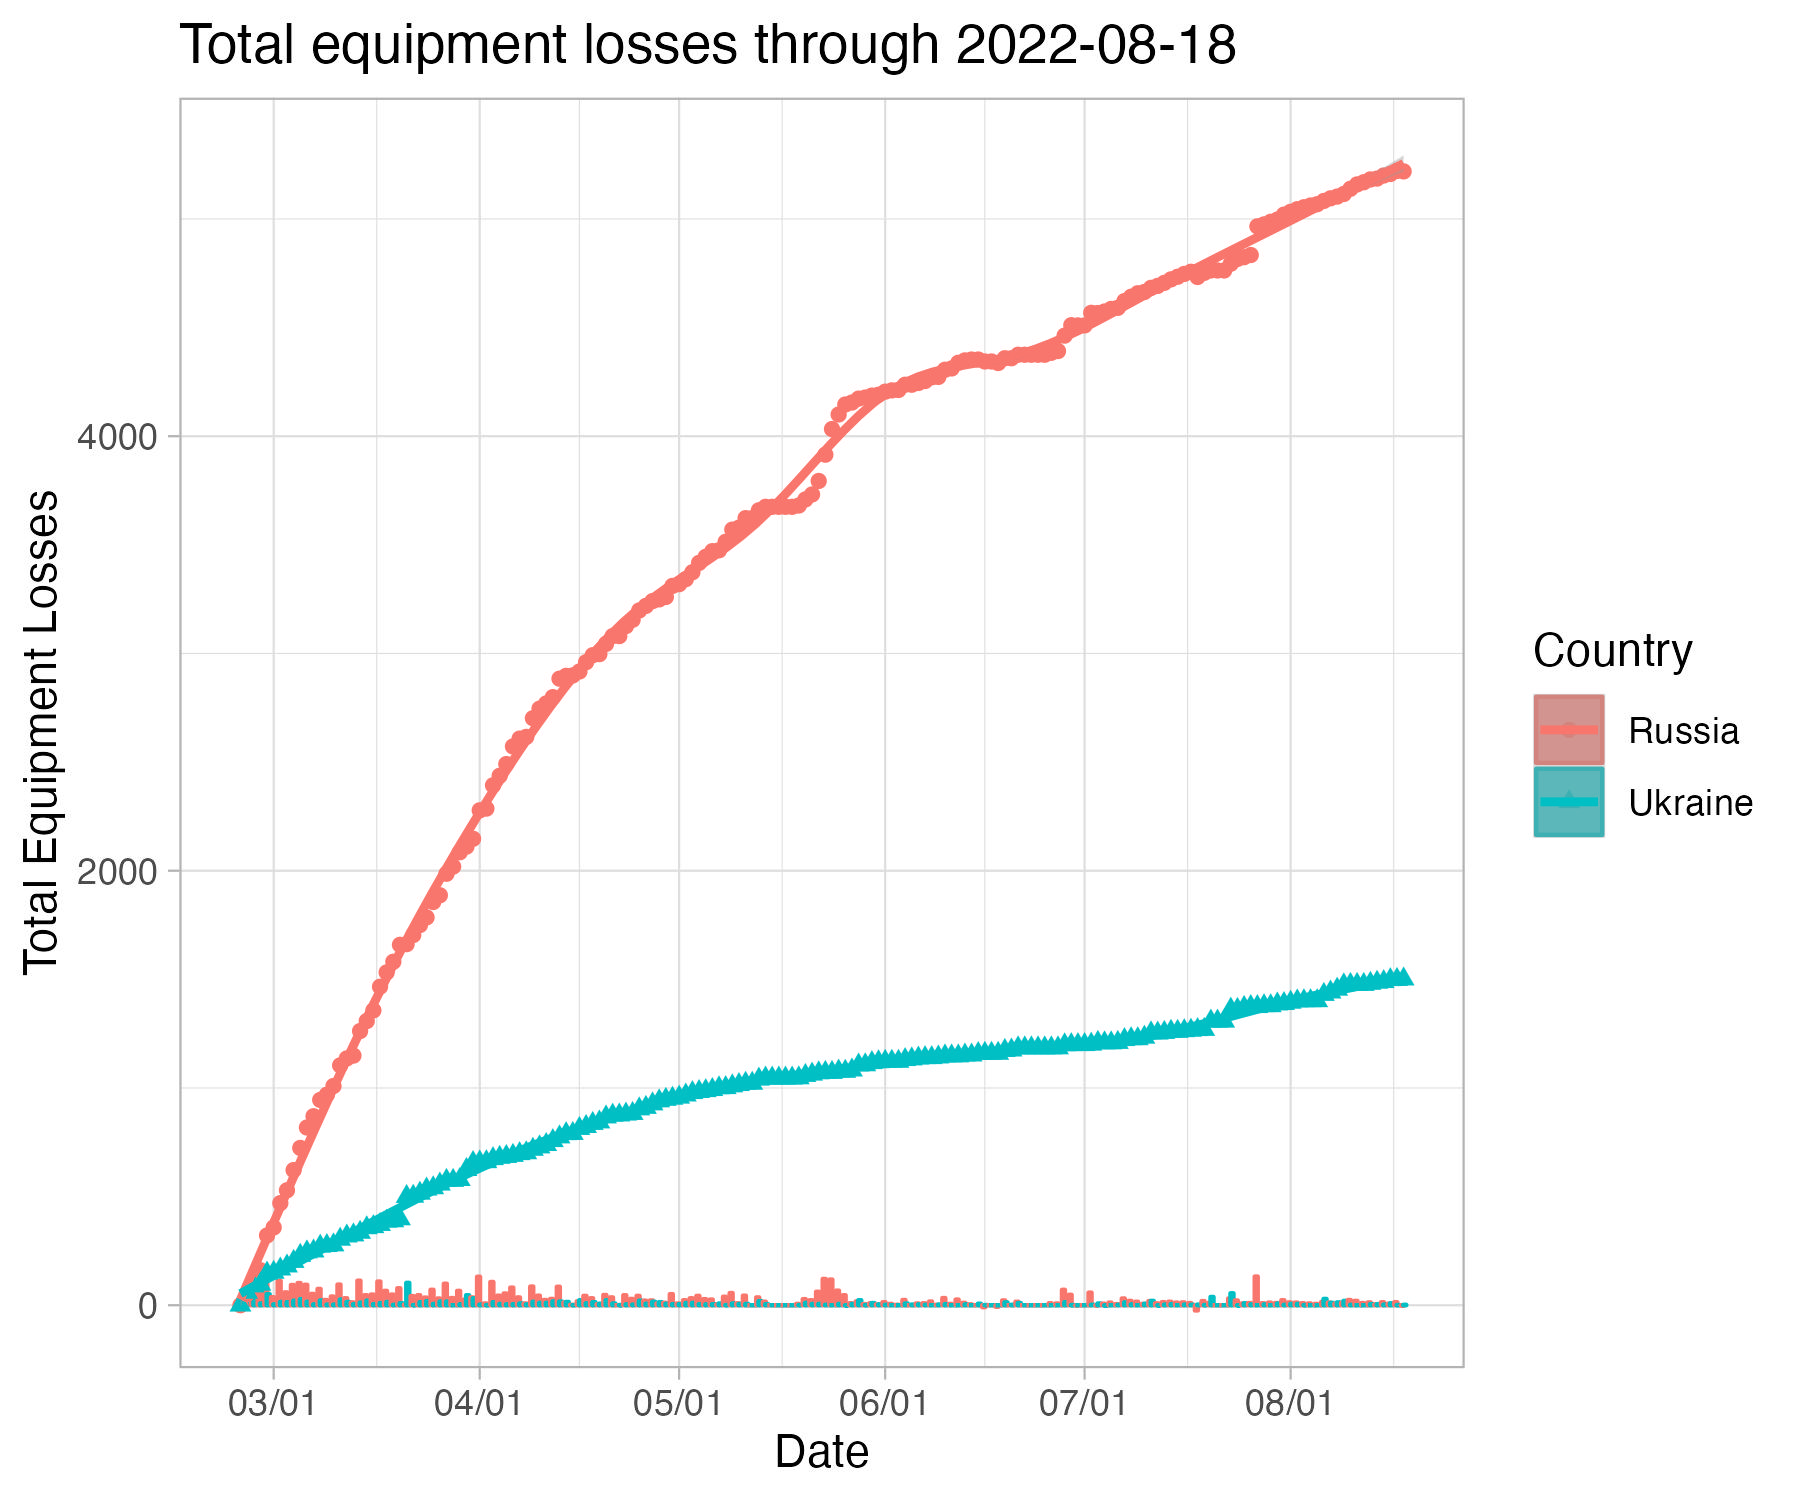 Total equipment losses through 2022-08-18
Total Equipment Losses
4000
2000
0
03/01
04/01
05/01
06/01
07/01
08/01
Date
Country
Russia
Ukraine